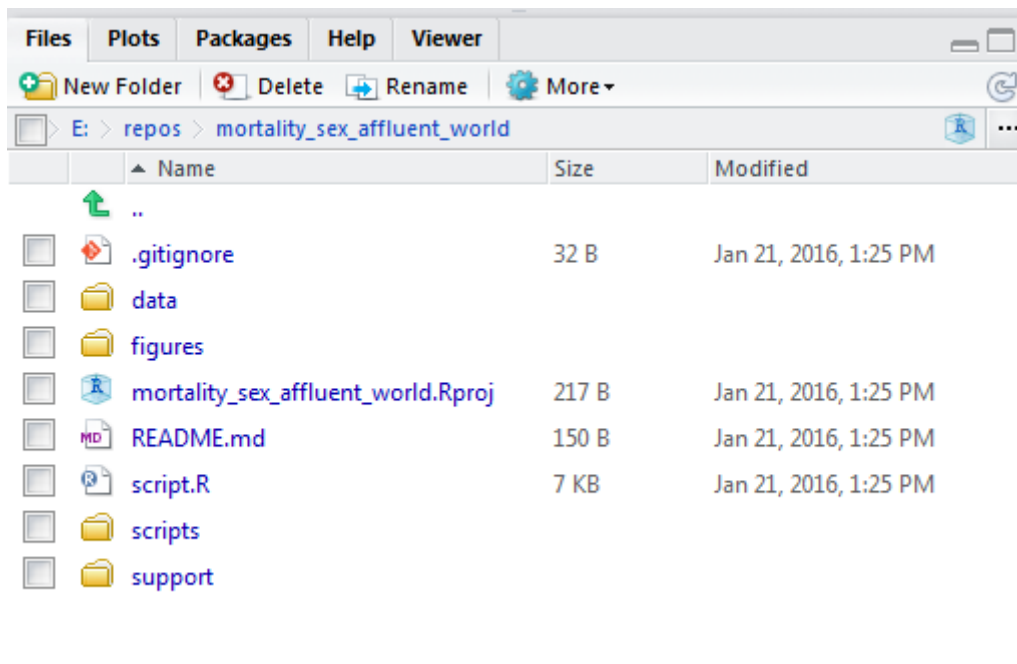 Files Plots Packages Help Viewer
New Folder Delete Rename More
E: repos mortality_sex_affluent_world ...
Name Size Modified
..
.gitignore 32 B Jan 21, 2016, 1:25 PM
data
figures
mortality_sex_affluent_world.Rproj 217 B Jan 21, 2016, 1:25 PM
MD README.md 150 B Jan 21, 2016, 1:25 PM
R script.R 7 KB Jan 21, 2016, 1:25 PM
scripts
support